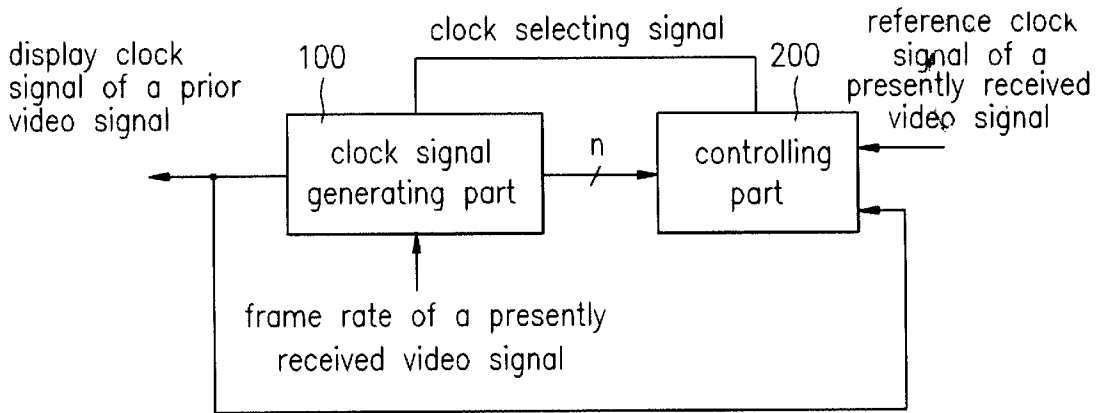 display clock
signal of a prior
video signal
100
clock selecting signal
200
reference clock
signal of a
presently received
video signal
clock signal
generating part
n
controlling
part
frame rate of a presently
received video signal